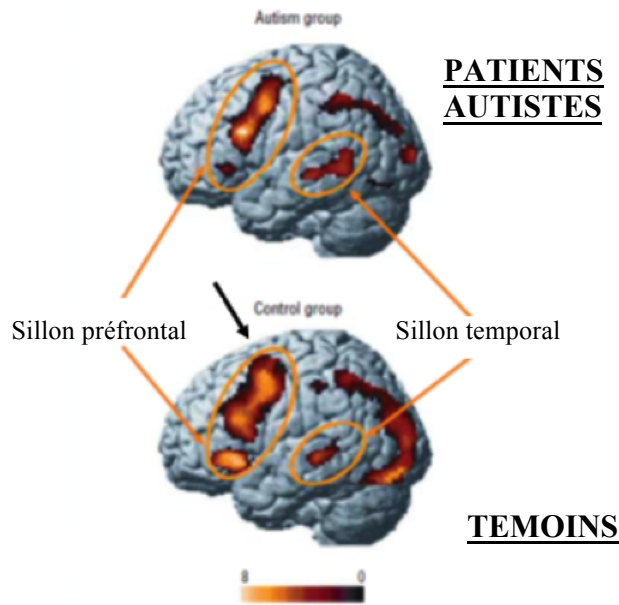 Autism group
PATIENTS
AUTISTES
Sillon préfrontal
Control group
Sillon temporal
TEMOINS
8
0